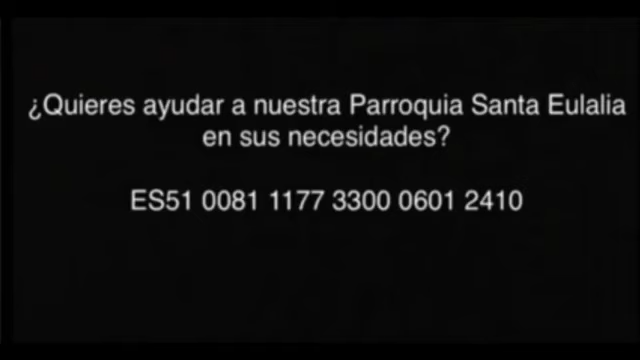 ¿Quieres ayudar a nuestra Parroquia Santa Eulalia
en sus necesidades?
ES51 0081 1177 3300 0601 2410